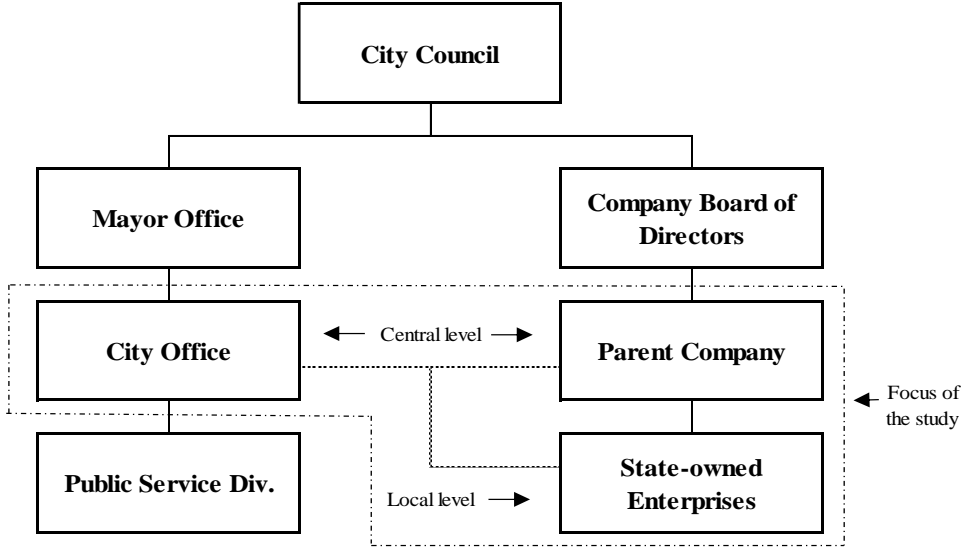 City Council
Mayor Office
Company Board of
Directors
City Office
Central level
Parent Company
Focus of
the study
Public Service Div.
Local level
State-owned
Enterprises